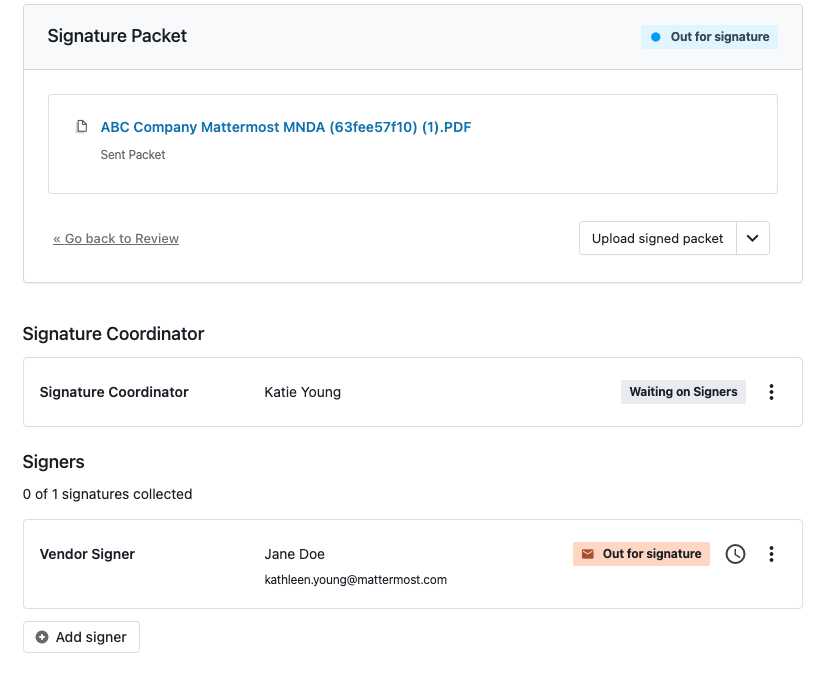 Signature Packet
Out for signature
ABC Company Mattermost MNDA (63fee57f10) (1).PDF
Sent Packet
« Go back to Review
Upload signed packet
Signature Coordinator
Signature Coordinator
Katie Young
Waiting on Signers
Signers
0 of 1 signatures collected
Vendor Signer
Jane Doe
Out for signature
kathleen.young@mattermost.com
Add signer